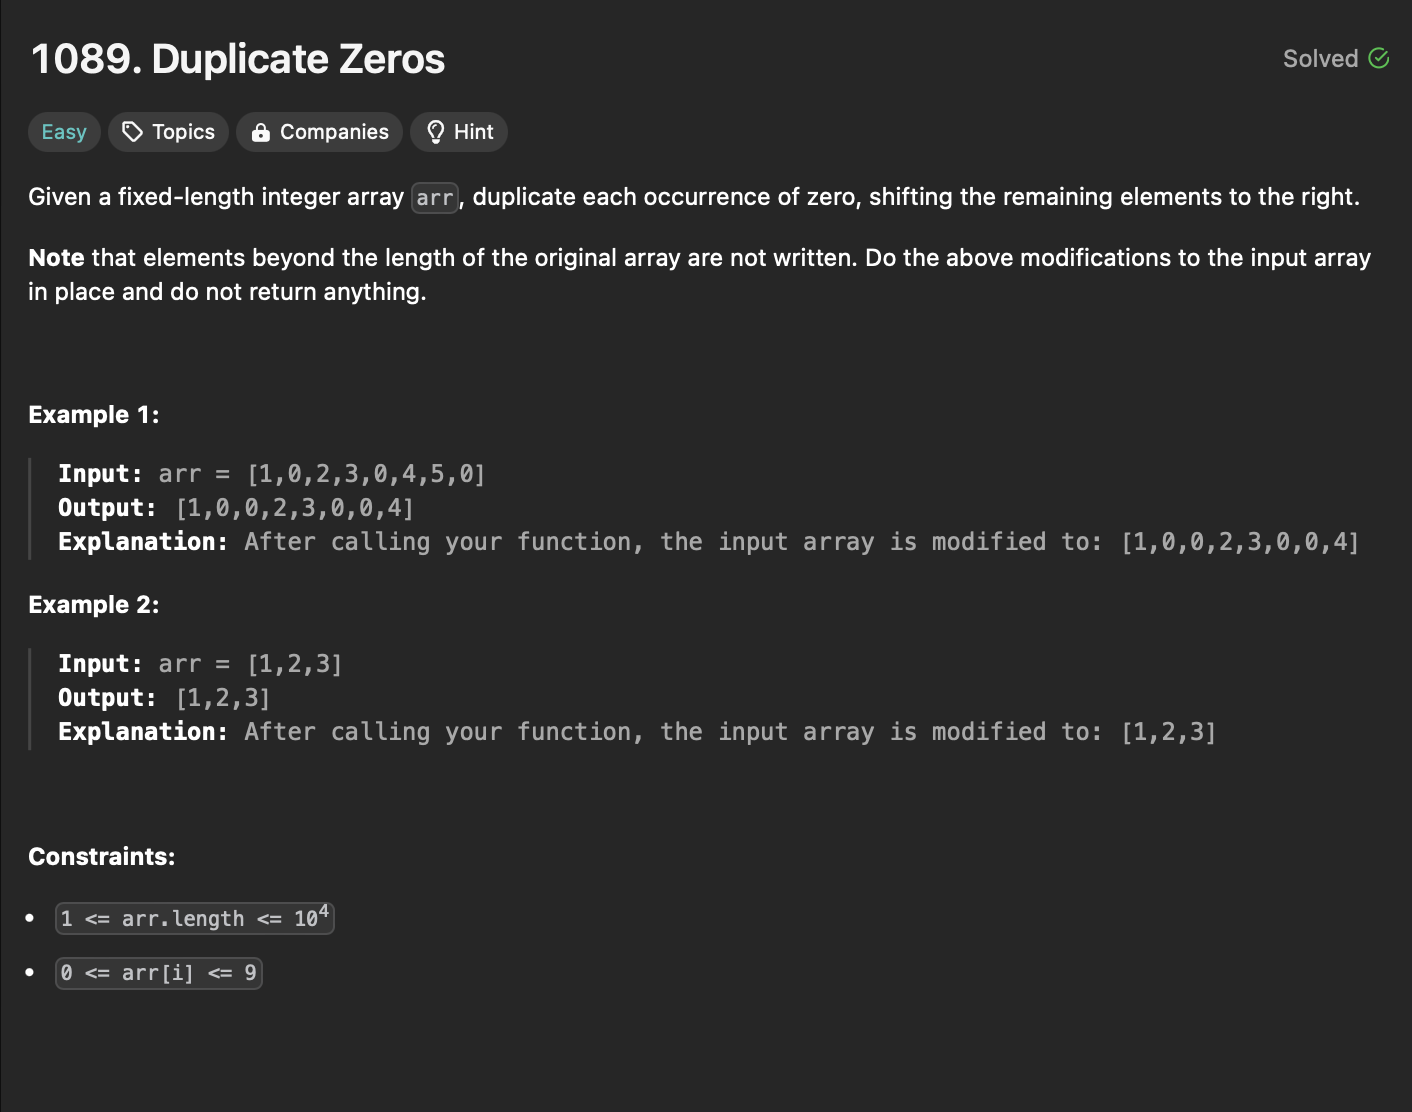 1089. Duplicate Zeros
Solved
Easy Topics Companies Hint
Given a fixed-length integer array arr, duplicate each occurrence of zero, shifting the remaining elements to the right.
Note that elements beyond the length of the original array are not written. Do the above modifications to the input array
in place and do not return anything.
Example 1:
Input: arr = [1,0,2,3,0,4,5,0]
Output: [1,0,0,2,3,0,0,4]
Explanation: After calling your function, the input array is modified to: [1,0,0,2,3,0,0,4]
Example 2:
Input: arr = [1,2,3]
Output: [1,2,3]
Explanation: After calling your function, the input array is modified to: [1,2,3]
Constraints:
• 1 <= arr.length <= 10⁴
• 0 <= arr[i] <= 9